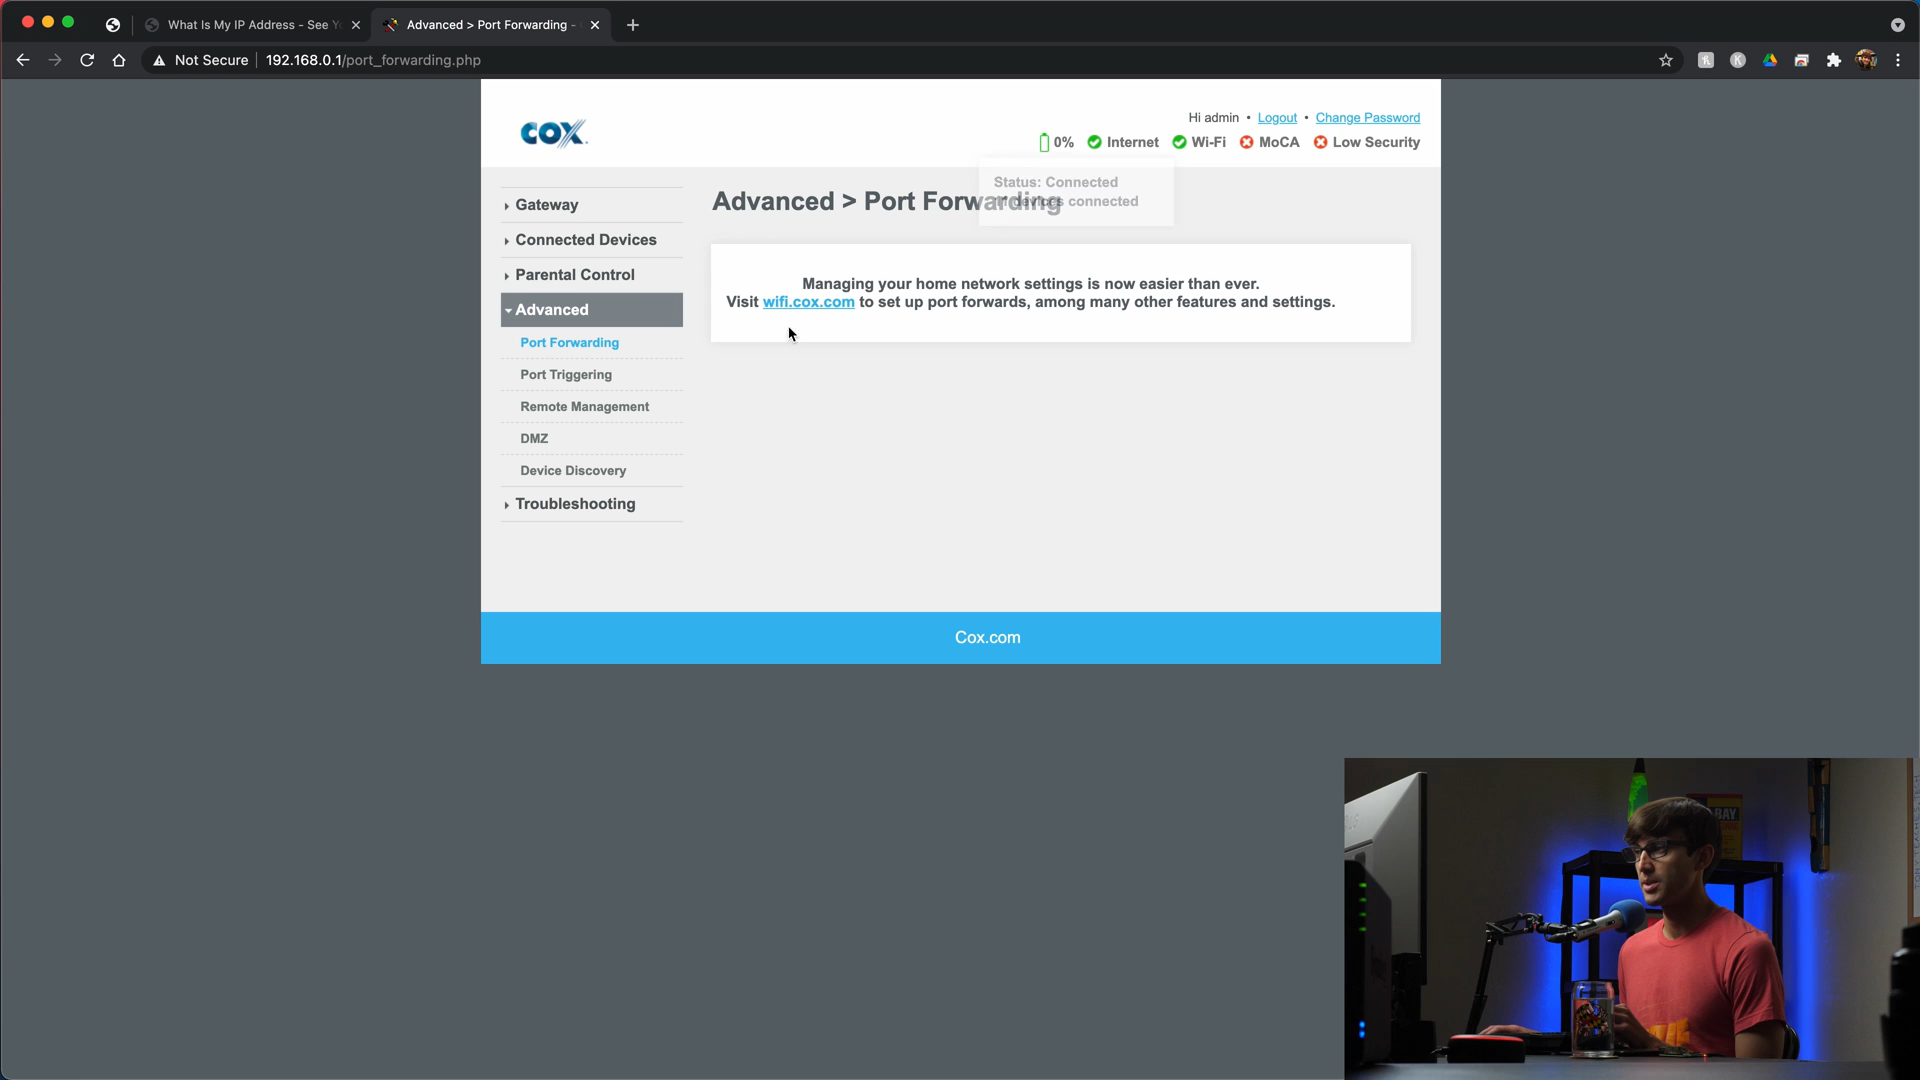 What Is My IP Address - See Y
Advanced > Port Forwarding -
Not Secure
192.168.0.1/port_forwarding.php
COX
Hi admin • Logout • Change Password
0% Internet Wi-Fi MoCA Low Security
Status: Connected
devices connected
Advanced > Port Forwarding
Gateway
Connected Devices
Parental Control
Advanced
Port Forwarding
Port Triggering
Remote Management
DMZ
Device Discovery
Troubleshooting
Managing your home network settings is now easier than ever.
Visit wifi.cox.com to set up port forwards, among many other features and settings.
Cox.com
BAY